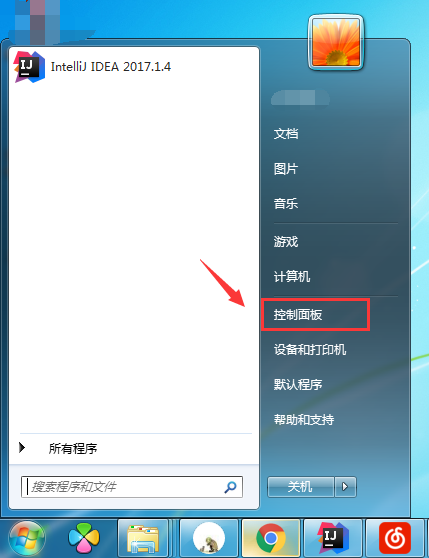 IntelliJ IDEA 2017.1.4
所有程序
搜索程序和文件
文档
图片
音乐
游戏
计算机
控制面板
设备和打印机
默认程序
帮助和支持
关机